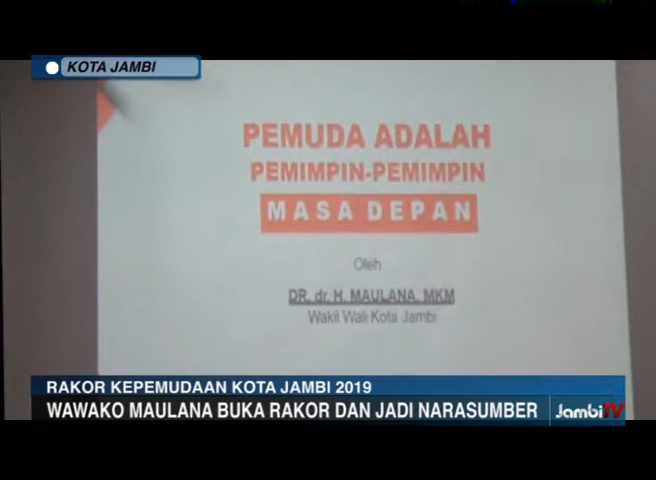 KOTA JAMBI
PEMUDA ADALAH
PEMIMPIN-PEMIMPIN
MASA DEPAN
Oleh
DR. dr. H. MAULANA. MKM
Wakil Wali Kota Jambi
RAKOR KEPEMUDAAN KOTA JAMBI 2019
WAWAKO MAULANA BUKA RAKOR DAN JADI NARASUMBER
JambiTV